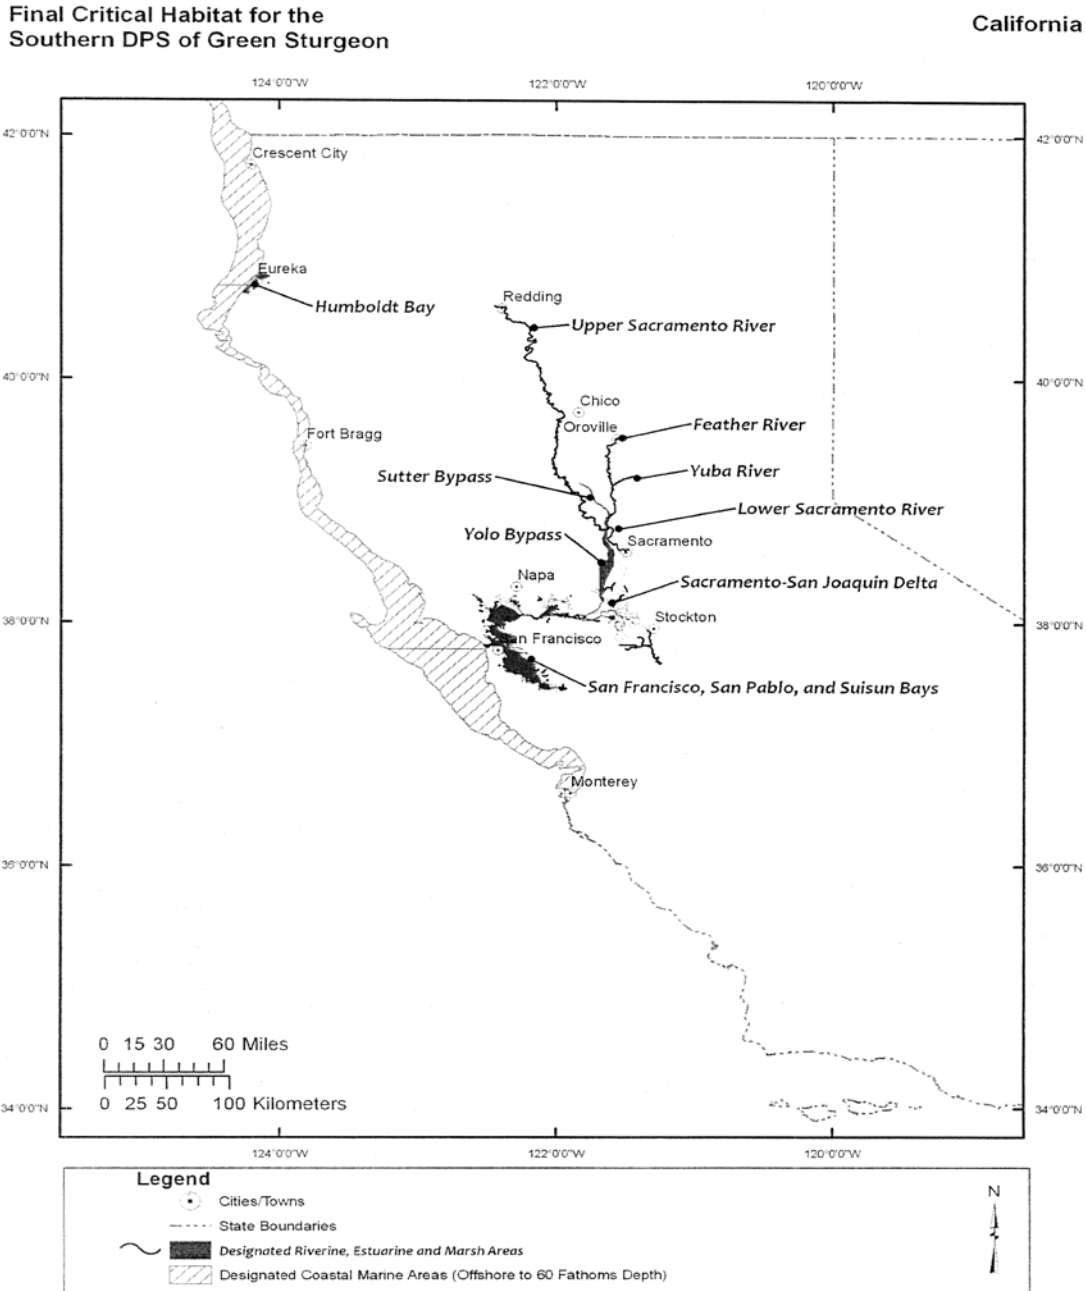 Final Critical Habitat for the
Southern DPS of Green Sturgeon
California
124°0'0"W
122°0'0"W
120°0'0"W
42°0'0"N
42°0'0"N
Crescent City
Eureka
Humboldt Bay
Redding
Upper Sacramento River
40°0'0"N
40°0'0"N
Chico
Oroville
Feather River
Fort Bragg
Sutter Bypass
Yuba River
Lower Sacramento River
Yolo Bypass
Sacramento
Napa
Sacramento-San Joaquin Delta
Stockton
38°0'0"N
38°0'0"N
San Francisco
San Francisco, San Pablo, and Suisun Bays
Monterey
36°0'0"N
36°0'0"N
0 15 30 60 Miles
0 25 50 100 Kilometers
34°0'0"N
34°0'0"N
124°0'0"W
122°0'0"W
120°0'0"W
Legend
Cities/Towns
State Boundaries
Designated Riverine, Estuarine and Marsh Areas
Designated Coastal Marine Areas (Offshore to 60 Fathoms Depth)
N